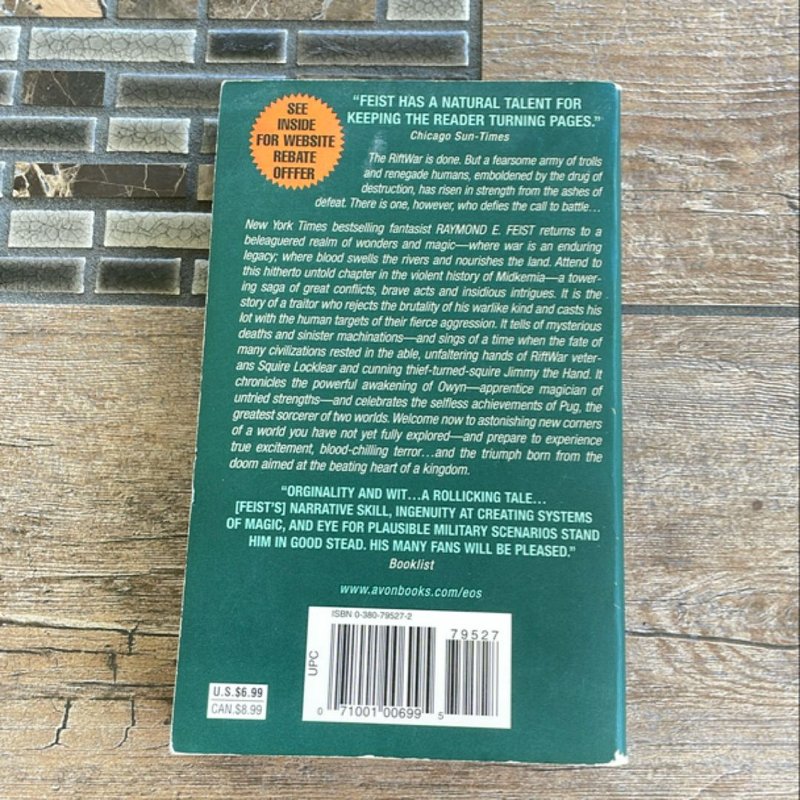 SEE
INSIDE
FOR WEBSITE
REBATE
OFFFER
"FEIST HAS A NATURAL TALENT FOR
KEEPING THE READER TURNING PAGES."
Chicago Sun-Times
The RiftWar is done. But a fearsome army of trolls
and renegade humans, emboldened by the drug of
destruction, has risen in strength from the ashes of
defeat. There is one, however, who defies the call to battle...
New York Times bestselling fantasist RAYMOND E. FEIST returns to a
beleaguered realm of wonders and magic—where war is an enduring
legacy; where blood swells the rivers and nourishes the land. Attend to
this hitherto untold chapter in the violent history of Midkemia—a tower-
ing saga of great conflicts, brave acts and insidious intrigues. It is the
story of a traitor who rejects the brutality of his warlike kind and casts his
lot with the human targets of their fierce aggression. It tells of mysterious
deaths and sinister machinations—and sings of a time when the fate of
many civilizations rested in the able, unfaltering hands of RiftWar veter-
ans Squire Locklear and cunning thief-turned-squire Jimmy the Hand. It
chronicles the powerful awakening of Owyn—apprentice magician of
untried strengths—and celebrates the selfless achievements of Pug, the
greatest sorcerer of two worlds. Welcome now to astonishing new corners
of a world you have not yet fully explored—and prepare to experience
true excitement, blood-chilling terror...and the triumph born from the
doom aimed at the beating heart of a kingdom.
"ORGINALITY AND WIT...A ROLLICKING TALE...
[FEIST'S] NARRATIVE SKILL, INGENUITY AT CREATING SYSTEMS
OF MAGIC, AND EYE FOR PLAUSIBLE MILITARY SCENARIOS STAND
HIM IN GOOD STEAD. HIS MANY FANS WILL BE PLEASED."
Booklist
www.avonbooks.com/eos
ISBN 0-380-79527-2
79527
UPC
0 71001 00699 5
U.S.$6.99
CAN.$8.99